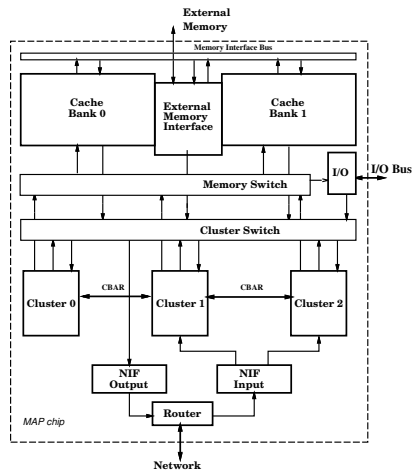 External
Memory
Memory Interface Bus
Cache
Bank 0
External
Memory
Interface
Cache
Bank 1
I/O
I/O Bus
Memory Switch
Cluster Switch
Cluster 0
CBAR
Cluster 1
CBAR
Cluster 2
NIF
Output
NIF
Input
Router
MAP chip
Network